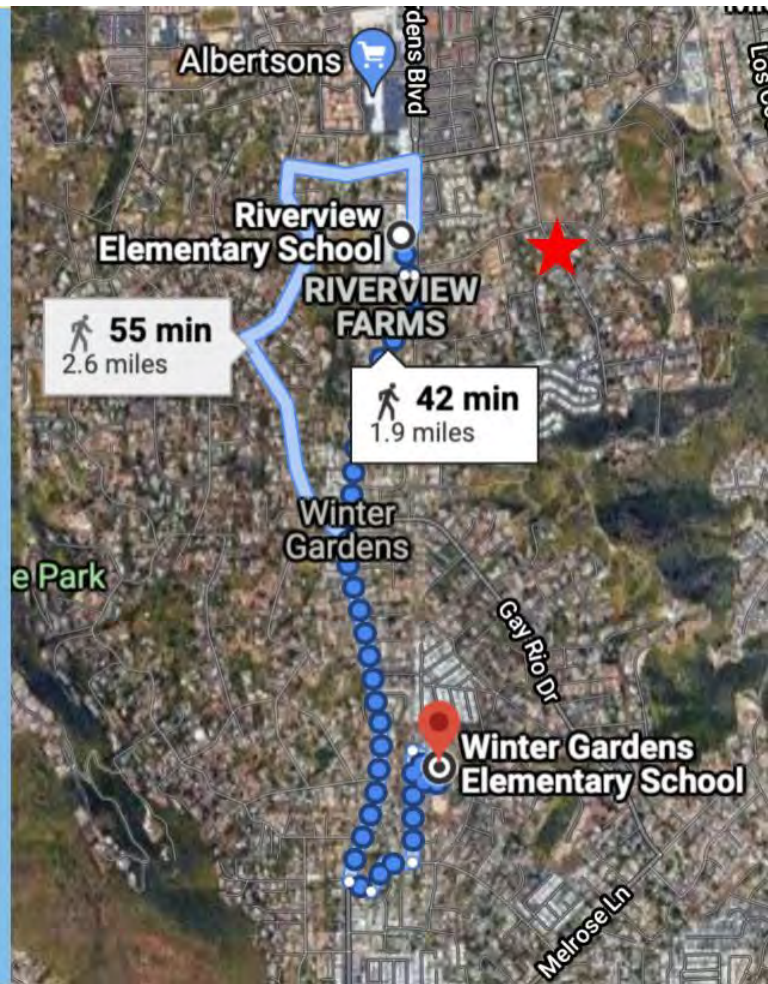 Albertsons
dens Blvd
Riverview
Elementary School
RIVERVIEW
FARMS
55 min
2.6 miles
42 min
1.9 miles
Winter
Gardens
e Park
Gay Rio Dr
Winter Gardens
Elementary School
Melrose Ln